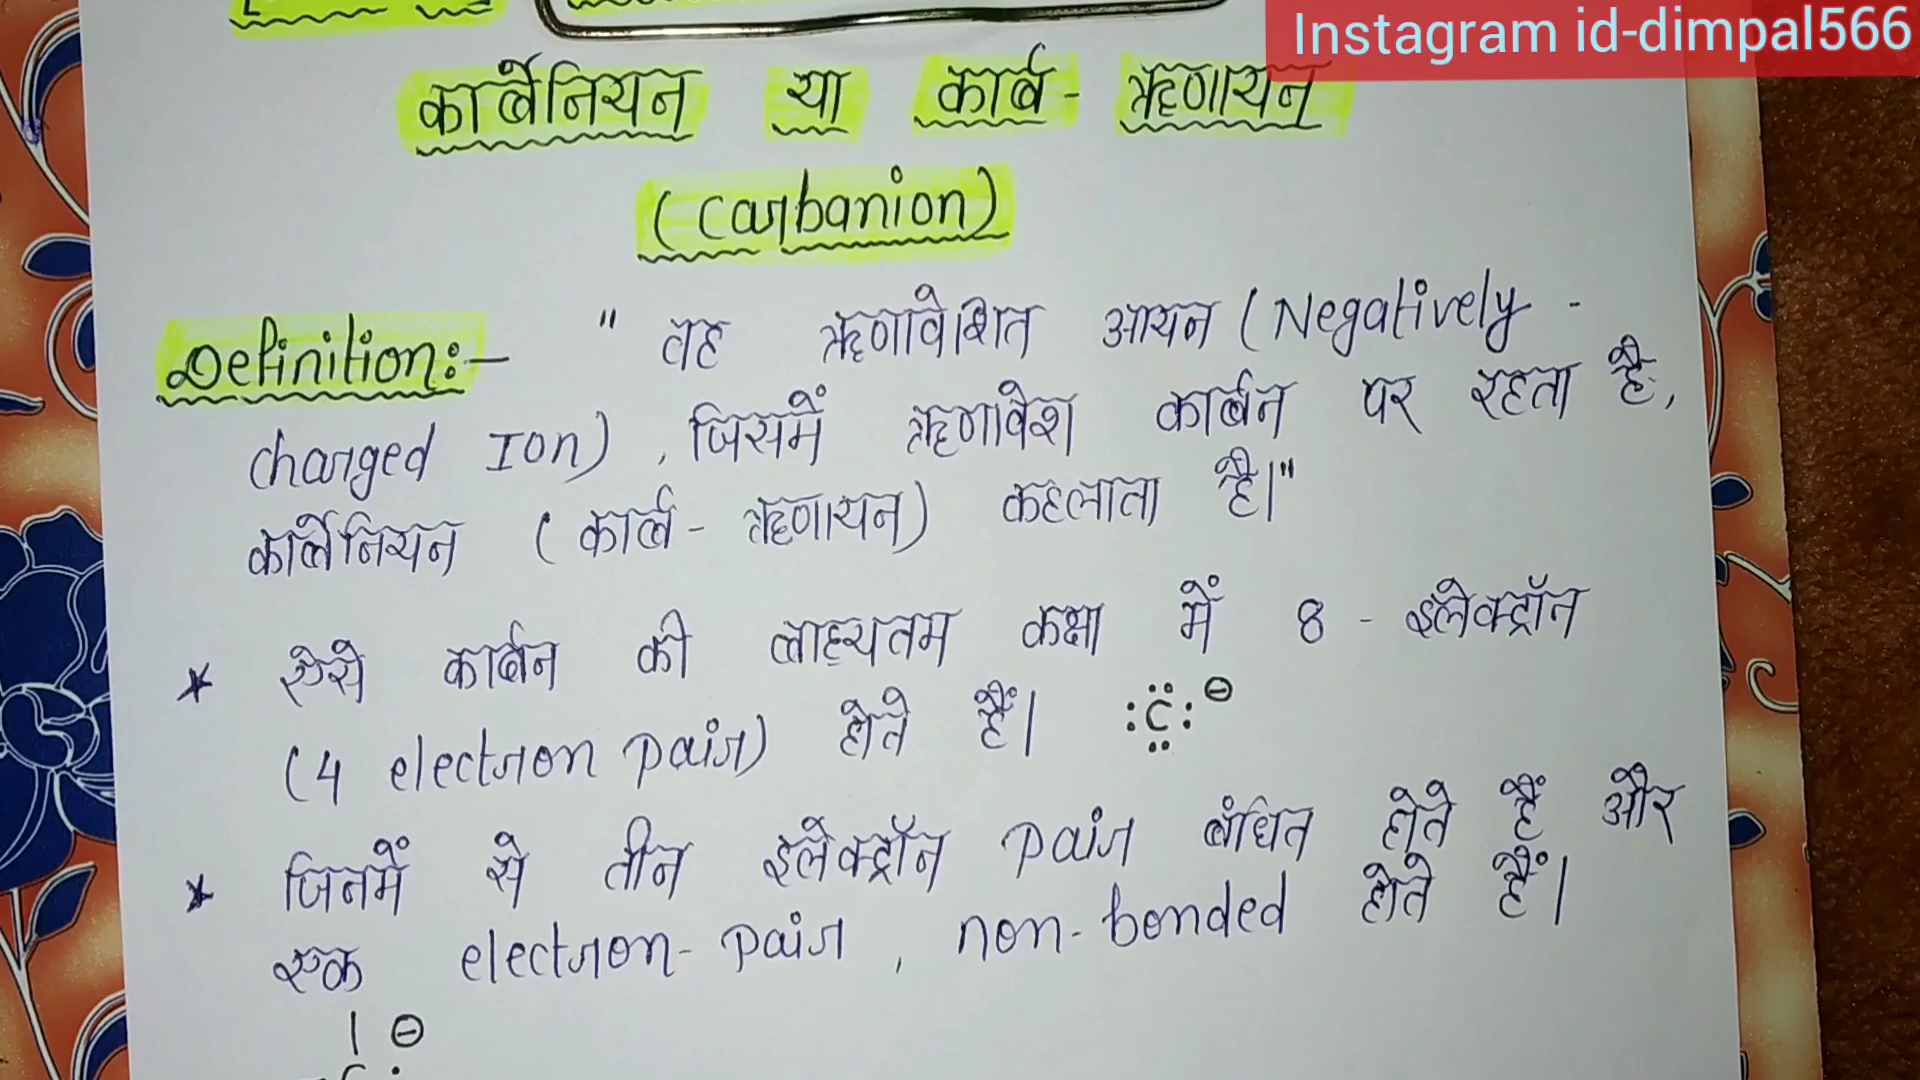 Instagram id-dimpal566
कार्बेनियन या कार्ब-ऋणायन
(Carbanion)
Definition:- "वह ऋणावेशित आयन (Negatively-
charged Ion), जिसमें ऋणावेश कार्बन पर रहता है,
कार्बेनियन (कार्ब-ऋणायन) कहलाता है।"
* ऐसे कार्बन की बाह्यतम कक्षा में 8-इलेक्ट्रॉन
(4 electron pair) होते हैं। :C: ⊖
* जिनमें से तीन इलेक्ट्रॉन pair बंधित होते हैं और
एक electron-pair, non-bonded होते हैं।
⊖